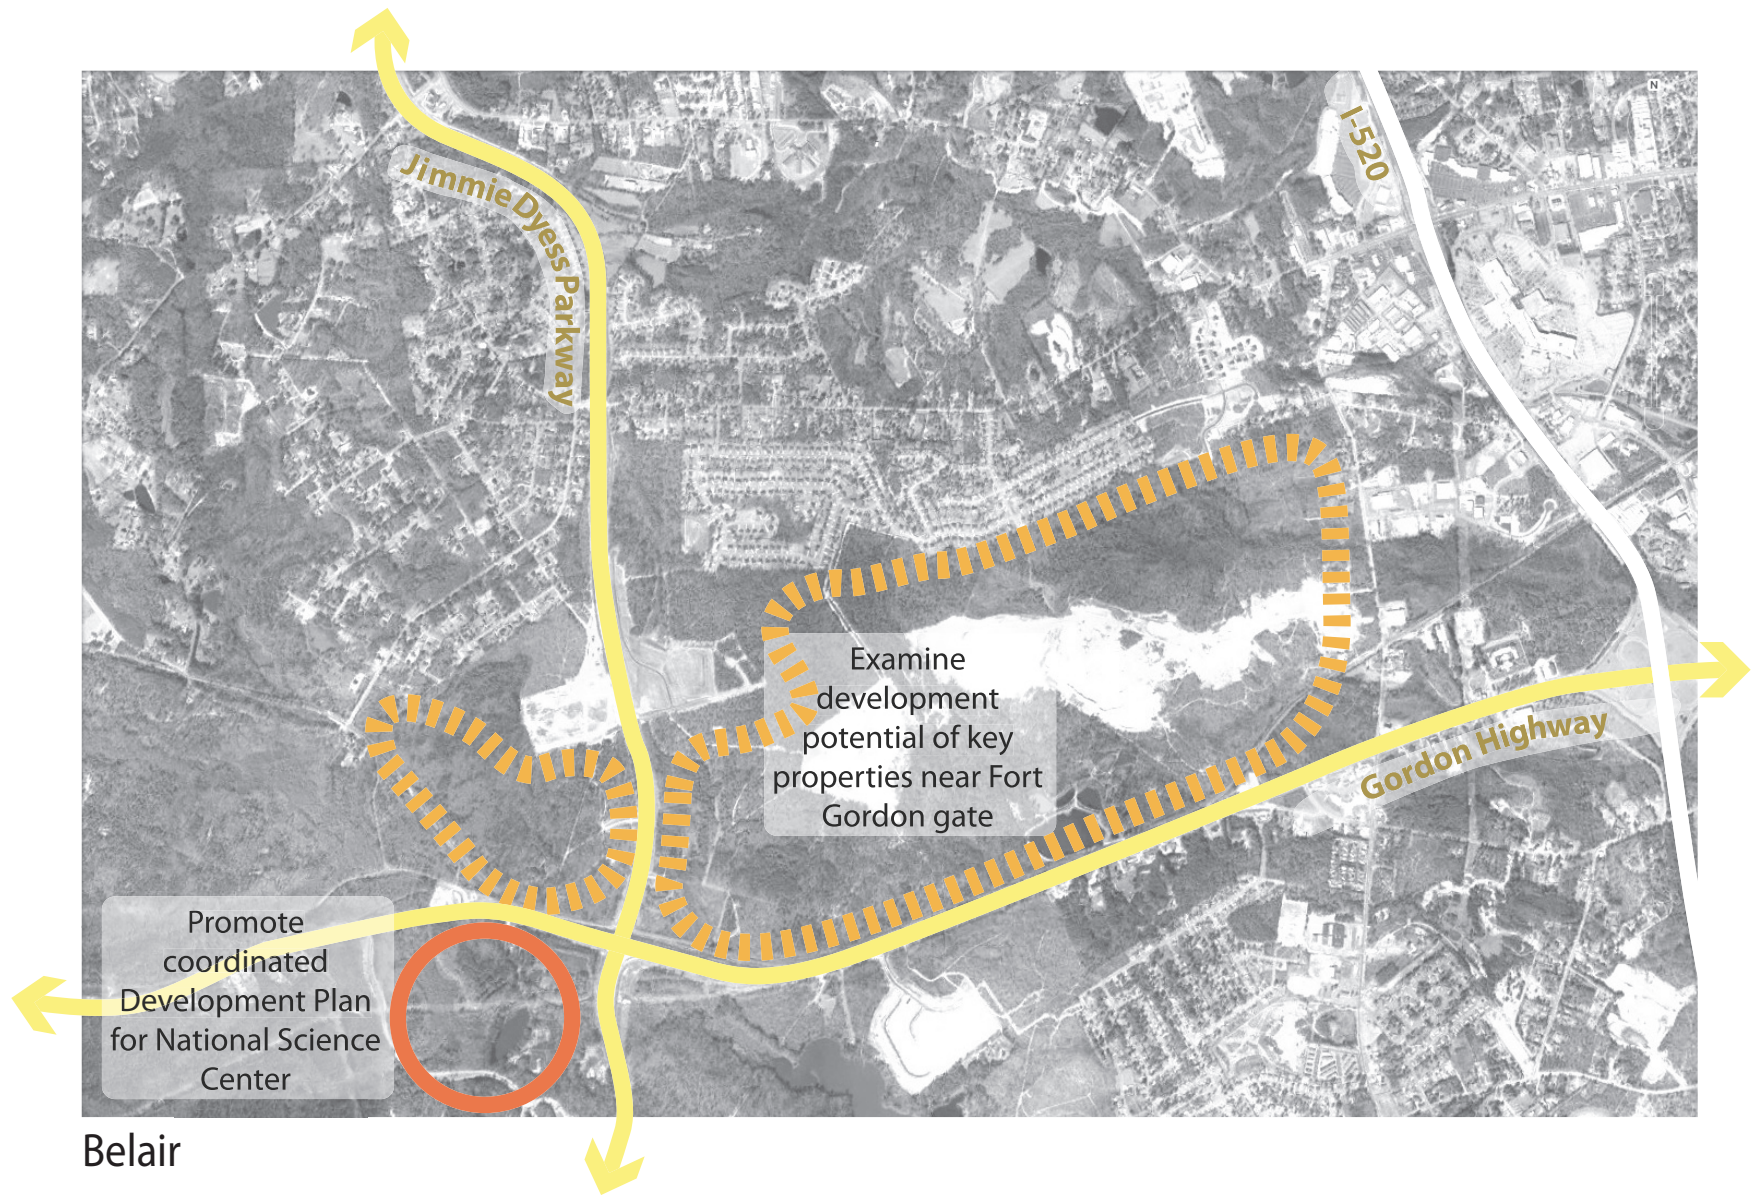 I-520
N
Jimmie Dyess Parkway
Examine
development
potential of key
properties near Fort
Gordon gate
Gordon Highway
Promote
coordinated
Development Plan
for National Science
Center
Belair